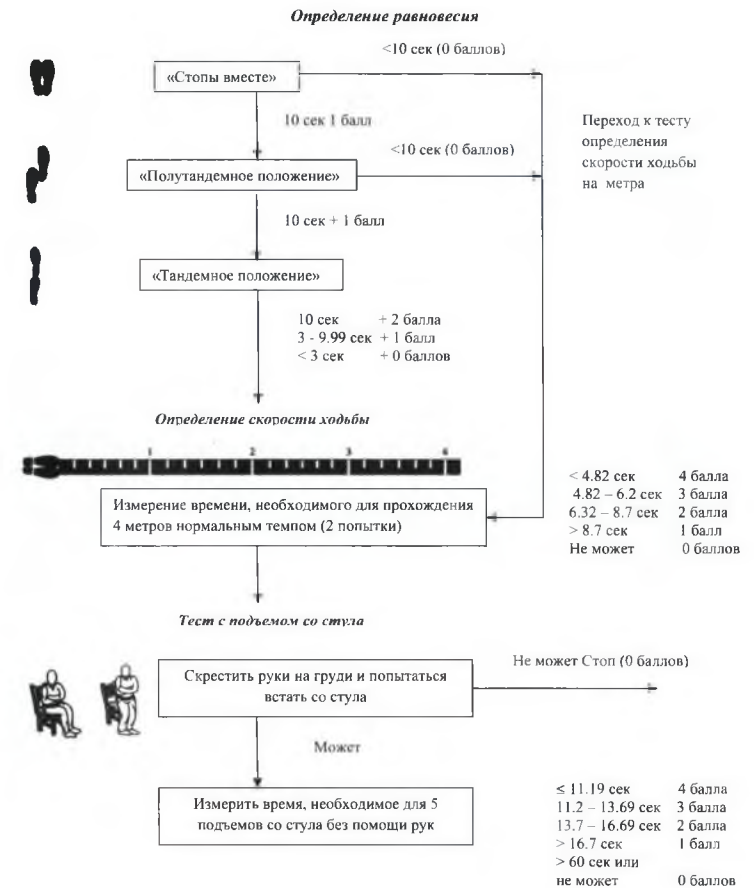 Определение равновесия
<10 сек (0 баллов)
«Стопы вместе»
10 сек 1 балл
Переход к тесту
определения
скорости ходьбы
на метра
<10 сек (0 баллов)
«Полутандемное положение»
10 сек + 1 балл
«Тандемное положение»
10 сек + 2 балла
3 - 9.99 сек + 1 балл
< 3 сек + 0 баллов
Определение скорости ходьбы
1 2 3 4
Измерение времени, необходимого для прохождения
4 метров нормальным темпом (2 попытки)
< 4.82 сек 4 балла
4.82 – 6.2 сек 3 балла
6.32 – 8.7 сек 2 балла
> 8.7 сек 1 балл
Не может 0 баллов
Тест с подъемом со стула
Скрестить руки на груди и попытаться
встать со стула
Не может Стоп (0 баллов)
Может
Измерить время, необходимое для 5
подъемов со стула без помощи рук
≤ 11.19 сек 4 балла
11.2 – 13.69 сек 3 балла
13.7 – 16.69 сек 2 балла
> 16.7 сек 1 балл
> 60 сек или
не может 0 баллов